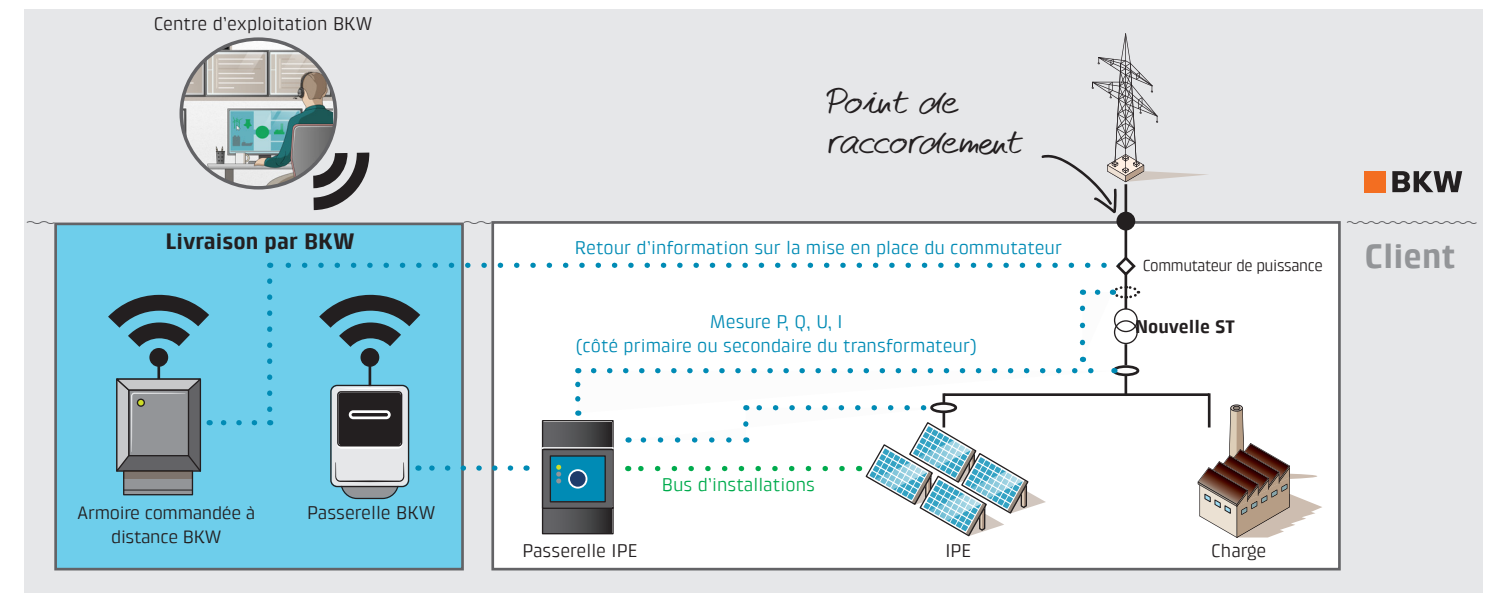 Centre d'exploitation BKW
Point de
raccordement
BKW
Livraison par BKW
Retour d'information sur la mise en place du commutateur
Commutateur de puissance
Client
Mesure P, Q, U, I
(côté primaire ou secondaire du transformateur)
Nouvelle ST
Bus d'installations
Armoire commandée à
distance BKW
Passerelle BKW
Passerelle IPE
IPE
Charge